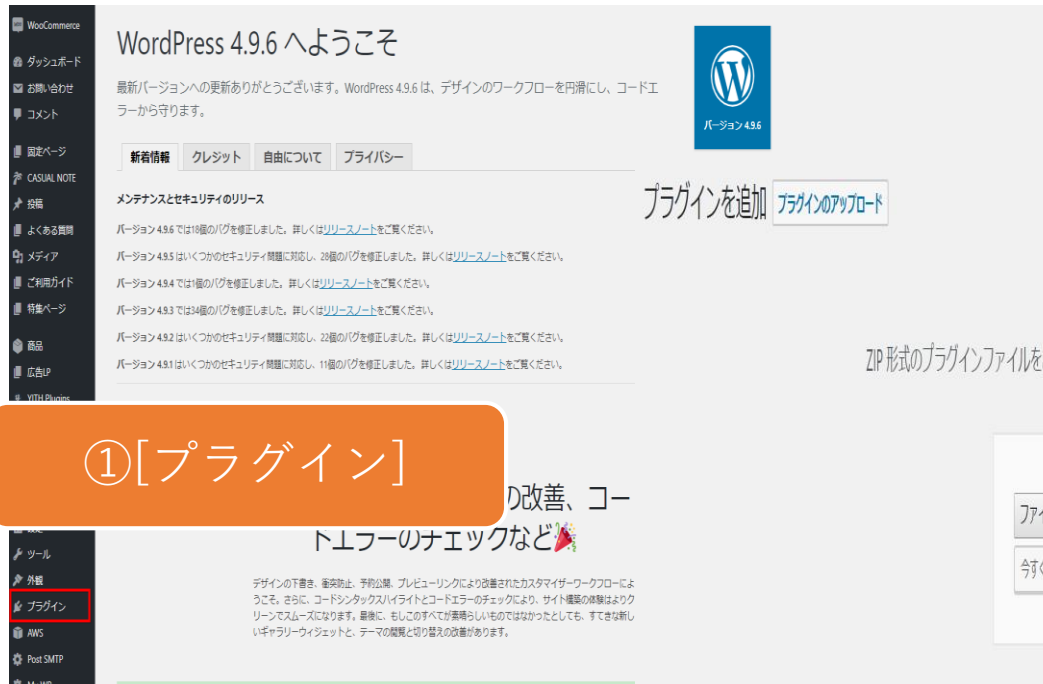 WooCommerce
ダッシュボード
お問い合わせ
コメント
固定ページ
CASUAL NOTE
投稿
よくある質問
メディア
ご利用ガイド
特集ページ
商品
広告LP
YITH Plugins
ツール
外観
プラグイン
AWS
Post SMTP
WordPress 4.9.6 へようこそ
最新バージョンへの更新ありがとうございます。WordPress 4.9.6 は、デザインのワークフローを円滑にし、コードエ
ラーから守ります。
新着情報 クレジット 自由について プライバシー
メンテナンスとセキュリティのリリース
バージョン 4.9.6 では18個のバグを修正しました。詳しくはリリースノートをご覧ください。
バージョン 4.9.5 はいくつかのセキュリティ問題に対応し、28個のバグを修正しました。詳しくはリリースノートをご覧ください。
バージョン 4.9.4 では1個のバグを修正しました。詳しくはリリースノートをご覧ください。
バージョン 4.9.3 では34個のバグを修正しました。詳しくはリリースノートをご覧ください。
バージョン 4.9.2 はいくつかのセキュリティ問題に対応し、22個のバグを修正しました。詳しくはリリースノートをご覧ください。
バージョン 4.9.1 はいくつかのセキュリティ問題に対応し、11個のバグを修正しました。詳しくはリリースノートをご覧ください。
①[プラグイン]
の改善、コー
ドエラーのチェックなど🎉
デザインの下書き、衝突防止、予約公開、プレビューリンクにより改善されたカスタマイザーワークフローによ
うこそ。さらに、コードシンタックスハイライトとコードエラーのチェックにより、サイト構築の体験はよりク
リーンでスムーズになります。最後に、もしこのすべてが素晴らしいものではなかったとしても、すてきな新し
いギャラリーウィジェットと、テーマの閲覧と切り替えの改善があります。
バージョン 4.9.6
プラグインを追加 プラグインのアップロード
ZIP 形式のプラグインファイルを
ファイ
今すぐ